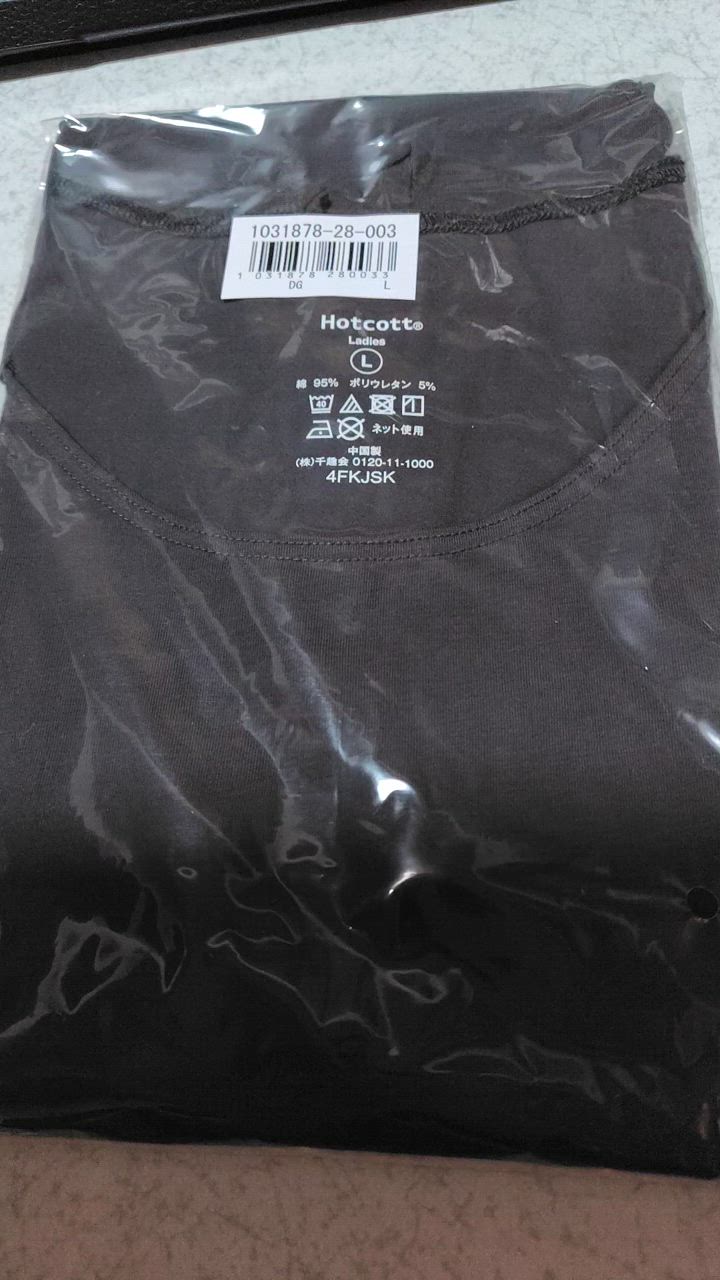 1031878-28-003
1 031878 280033
DG L
Hotcott®
Ladies
L
綿 95% ポリウレタン 5%
40
ネット使用
中国製
(株)千趣会 0120-11-1000
4FKJSK